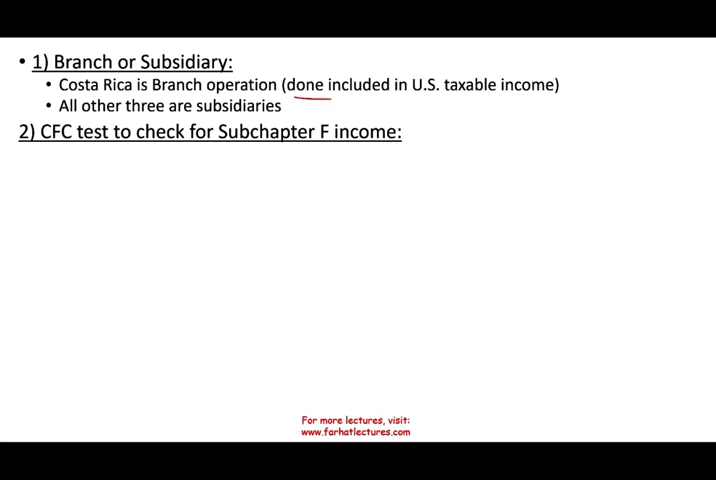 • 1) Branch or Subsidiary:
• Costa Rica is Branch operation (done included in U.S. taxable income)
• All other three are subsidiaries
2) CFC test to check for Subchapter F income:
For more lectures, visit:
www.farhatlectures.com